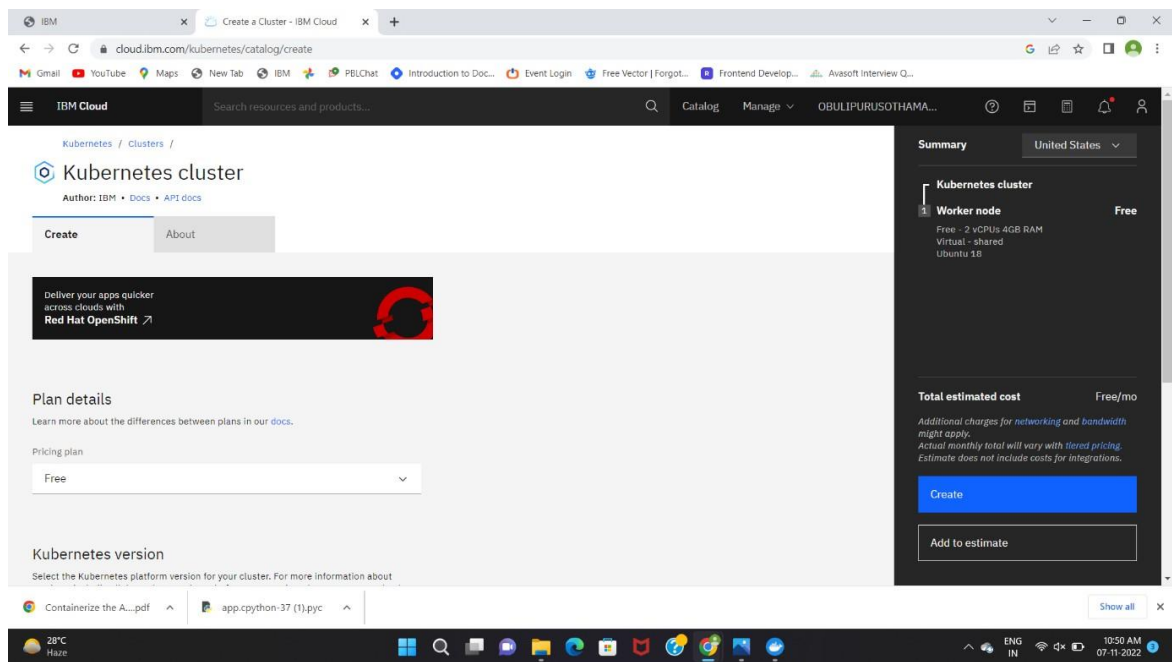 IBM
Create a Cluster - IBM Cloud
cloud.ibm.com/kubernetes/catalog/create
Gmail YouTube Maps New Tab IBM PBLChat Introduction to Doc... Event Login Free Vector | Forgot... Frontend Develop... Avasoft Interview Q...
IBM Cloud Search resources and products... Catalog Manage OBULIPURUSOTHAMA...
Kubernetes / Clusters /
Kubernetes cluster
Author: IBM • Docs • API docs
Create About
Deliver your apps quicker
across clouds with
Red Hat OpenShift
Plan details
Learn more about the differences between plans in our docs.
Pricing plan
Free
Kubernetes version
Select the Kubernetes platform version for your cluster. For more information about
Summary United States
Kubernetes cluster
1 Worker node Free
Free - 2 vCPUs 4GB RAM
Virtual - shared
Ubuntu 18
Total estimated cost Free/mo
Additional charges for networking and bandwidth
might apply.
Actual monthly total will vary with tiered pricing.
Estimate does not include costs for integrations.
Create
Add to estimate
Containerize the A....pdf app.cpython-37 (1).pyc Show all
28°C
Haze
ENG
IN
10:50 AM
07-11-2022
3